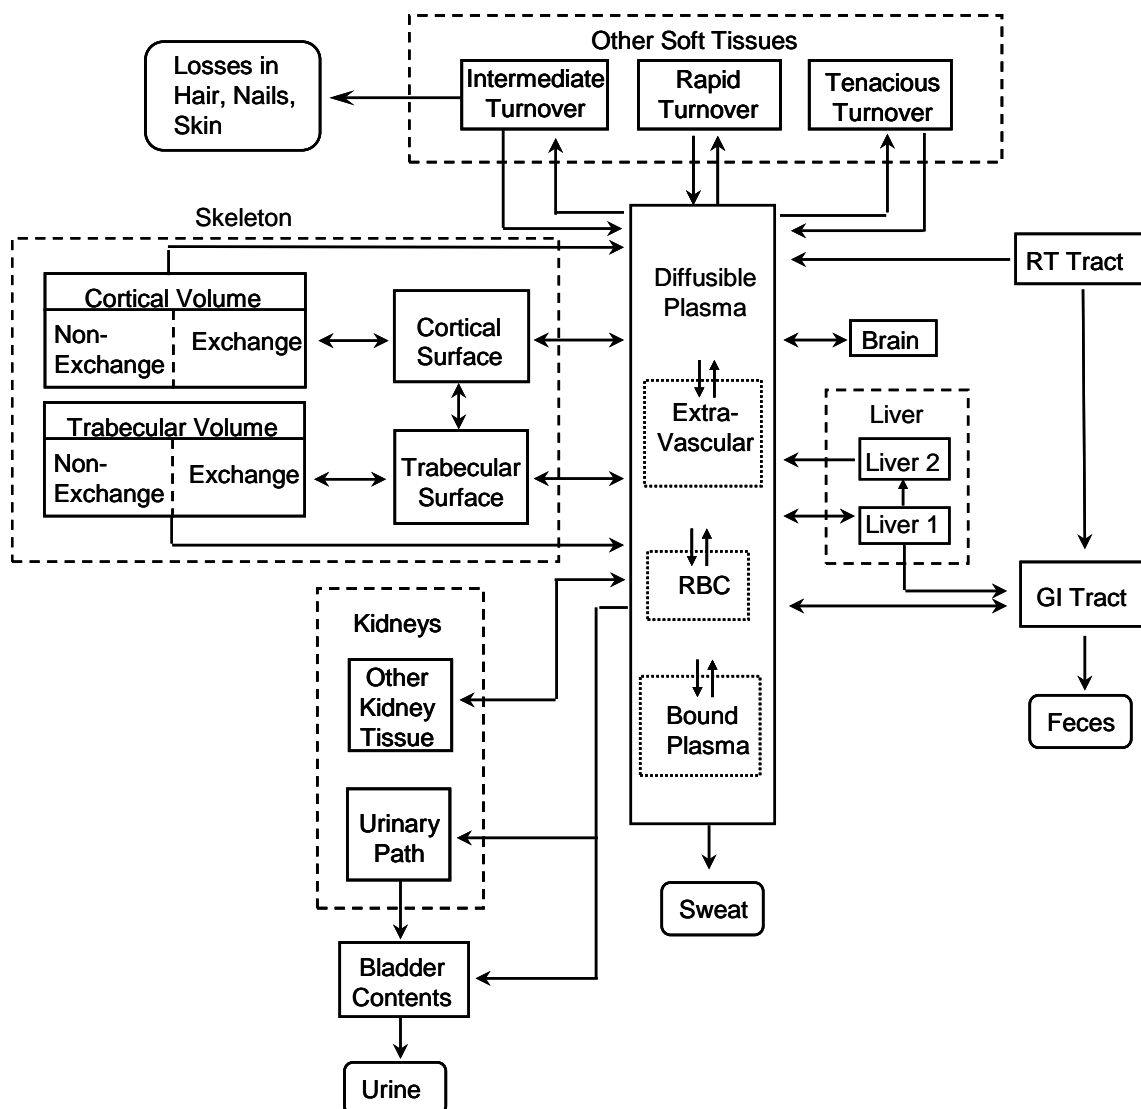 Other Soft Tissues
Losses in
Hair, Nails,
Skin
Intermediate
Turnover
Rapid
Turnover
Tenacious
Turnover
Skeleton
Cortical Volume
Non-
Exchange
Exchange
Cortical
Surface
Trabecular Volume
Non-
Exchange
Exchange
Trabecular
Surface
Diffusible
Plasma
Extra-
Vascular
RBC
Bound
Plasma
RT Tract
Brain
Liver
Liver 2
Liver 1
GI Tract
Feces
Kidneys
Other
Kidney
Tissue
Urinary
Path
Sweat
Bladder
Contents
Urine